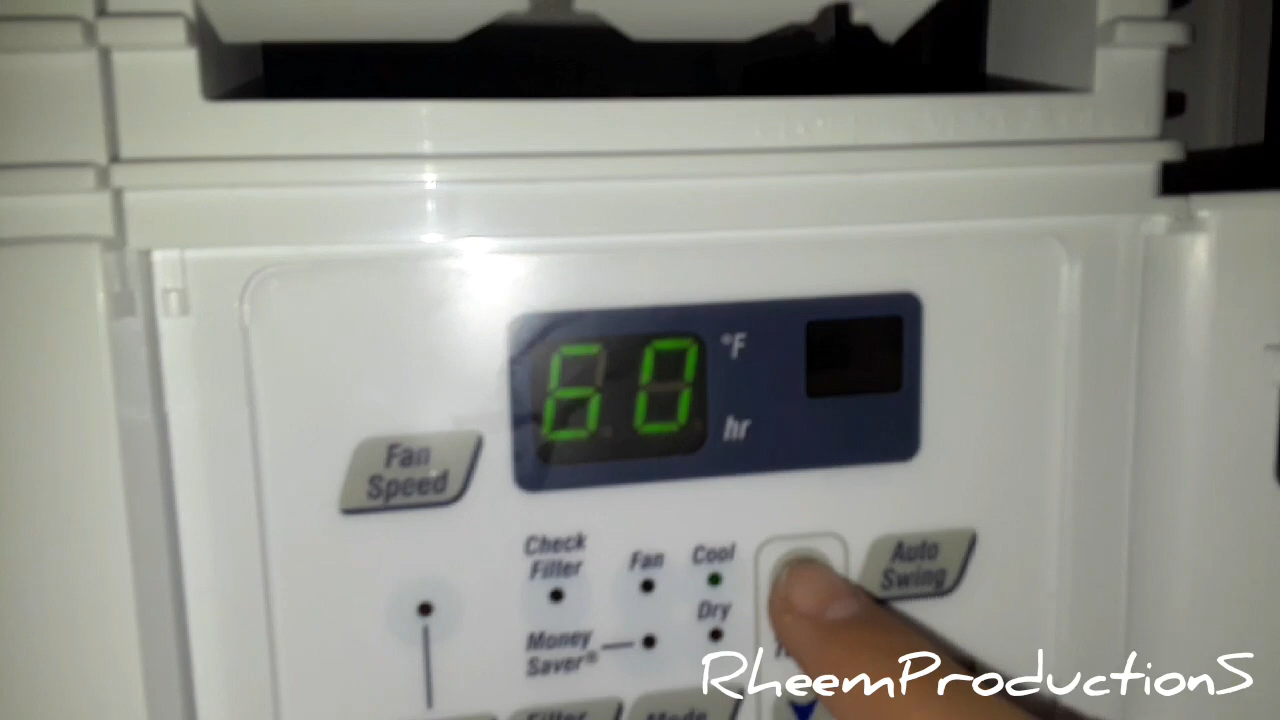 60
°F
hr
Fan
Speed
Check
Filter
Fan
Cool
Auto
Swing
Dry
Money
Saver®
Filter
Mode
RheemProductionS